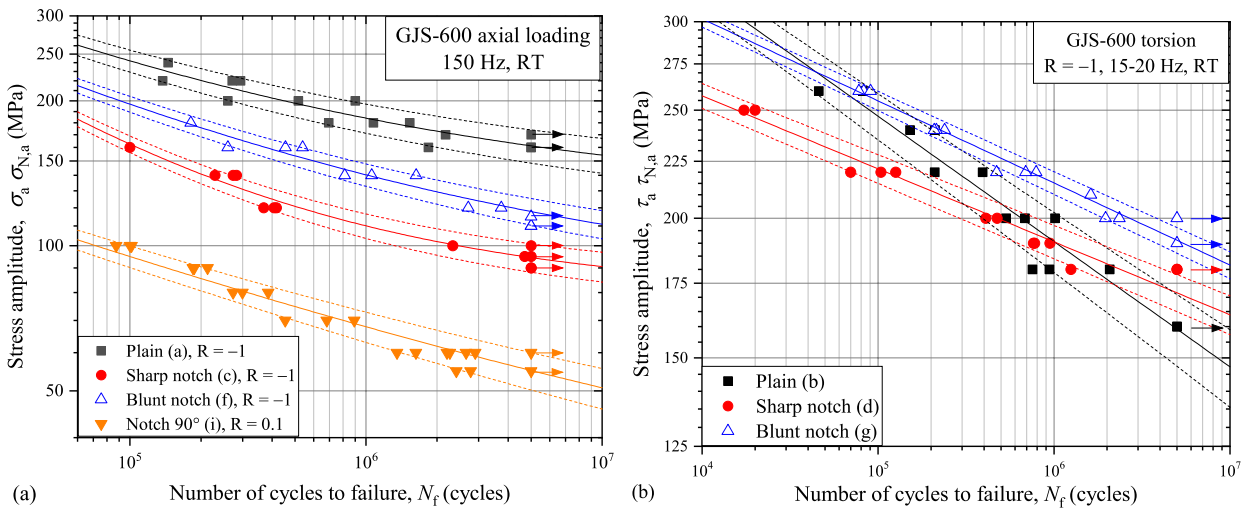 300
250
200
150
100
50
Stress amplitude, σa σN,a (MPa)
GJS-600 axial loading
150 Hz, RT
Plain (a), R = –1
Sharp notch (c), R = –1
Blunt notch (f), R = –1
Notch 90° (i), R = 0.1
10^5
10^6
10^7
Number of cycles to failure, Nf (cycles)
(a)
300
275
250
225
200
175
150
125
Stress amplitude, τa τN,a (MPa)
GJS-600 torsion
R = –1, 15-20 Hz, RT
Plain (b)
Sharp notch (d)
Blunt notch (g)
10^4
10^5
10^6
10^7
Number of cycles to failure, Nf (cycles)
(b)